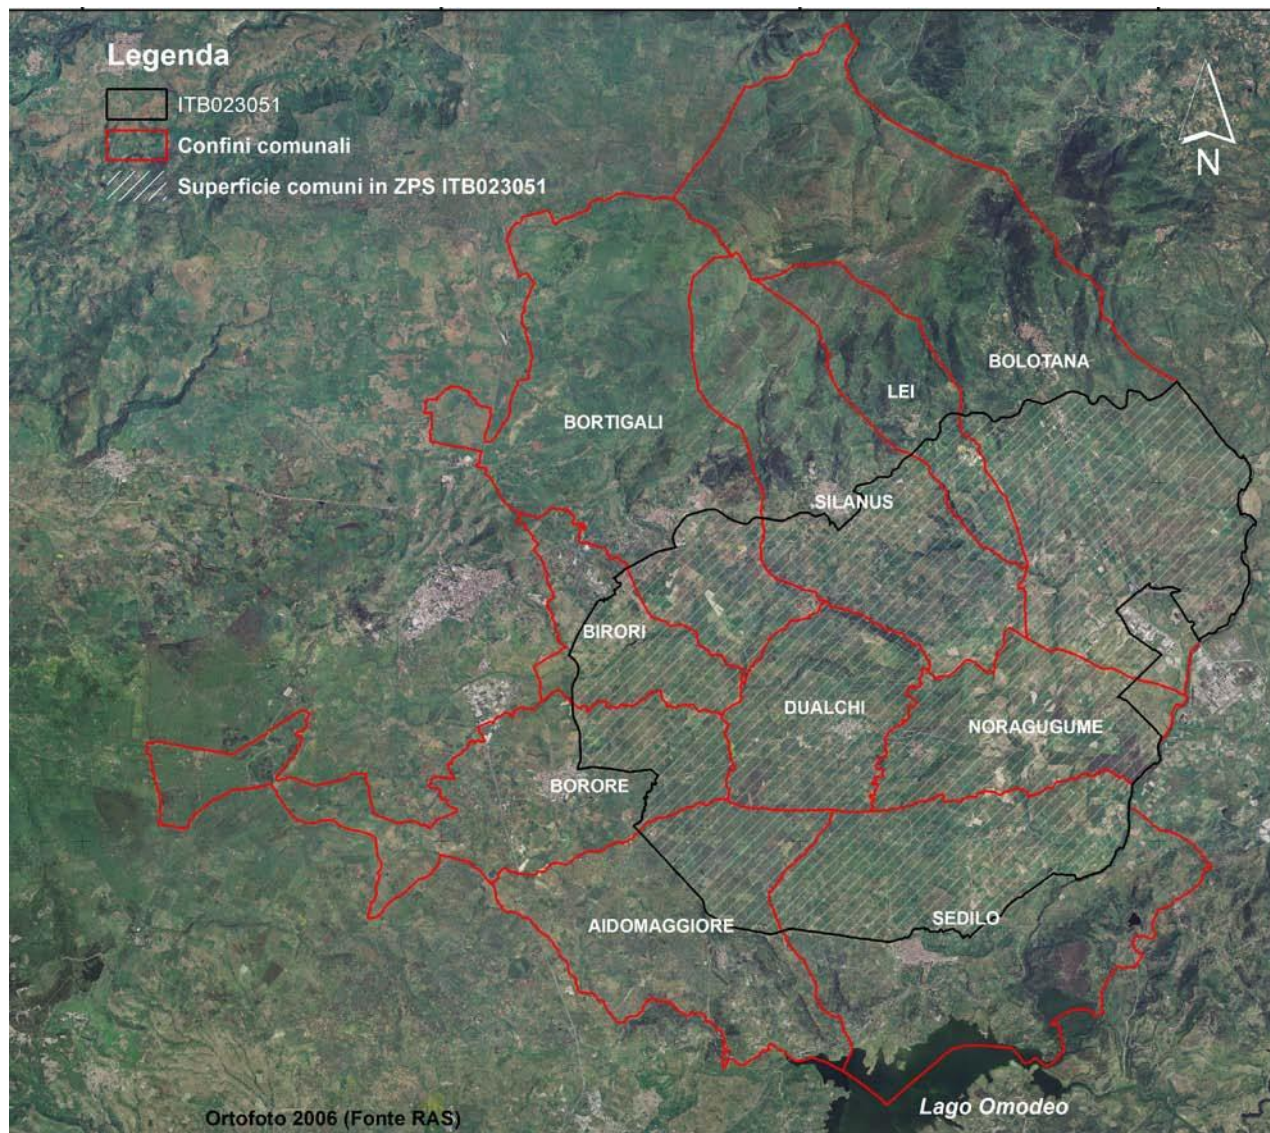 Legenda
ITB023051
Confini comunali
Superficie comuni in ZPS ITB023051
N
BOLOTANA
LEI
BORTIGALI
SILANUS
BIRORI
DUALCHI
NORAGUGUME
BORORE
SEDILO
AIDOMAGGIORE
Lago Omodeo
Ortofoto 2006 (Fonte RAS)